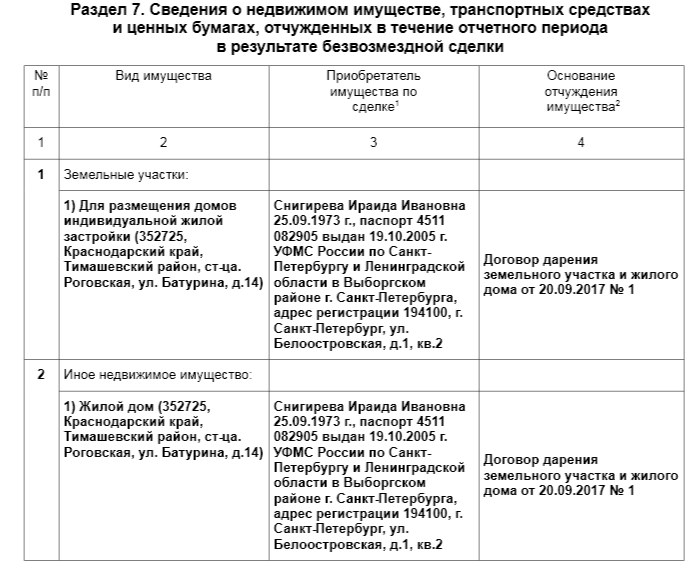 Раздел 7. Сведения о недвижимом имуществе, транспортных средствах
и ценных бумагах, отчужденных в течение отчетного периода
в результате безвозмездной сделки
№
п/п
Вид имущества
Приобретатель
имущества по
сделке1
Основание
отчуждения
имущества2
1
2
3
4
1
Земельные участки:
1) Для размещения домов
индивидуальной жилой
застройки (352725,
Краснодарский край,
Тимашевский район, ст-ца.
Роговская, ул. Батурина, д.14)
Снигирева Ираида Ивановна
25.09.1973 г., паспорт 4511
082905 выдан 19.10.2005 г.
УФМС России по Санкт-
Петербургу и Ленинградской
области в Выборгском
районе г. Санкт-Петербурга,
адрес регистрации 194100, г.
Санкт-Петербург, ул.
Белоостровская, д.1, кв.2
Договор дарения
земельного участка и жилого
дома от 20.09.2017 № 1
2
Иное недвижимое имущество:
1) Жилой дом (352725,
Краснодарский край,
Тимашевский район, ст-ца.
Роговская, ул. Батурина, д.14)
Снигирева Ираида Ивановна
25.09.1973 г., паспорт 4511
082905 выдан 19.10.2005 г.
УФМС России по Санкт-
Петербургу и Ленинградской
области в Выборгском
районе г. Санкт-Петербурга,
адрес регистрации 194100, г.
Санкт-Петербург, ул.
Белоостровская, д.1, кв.2
Договор дарения
земельного участка и жилого
дома от 20.09.2017 № 1